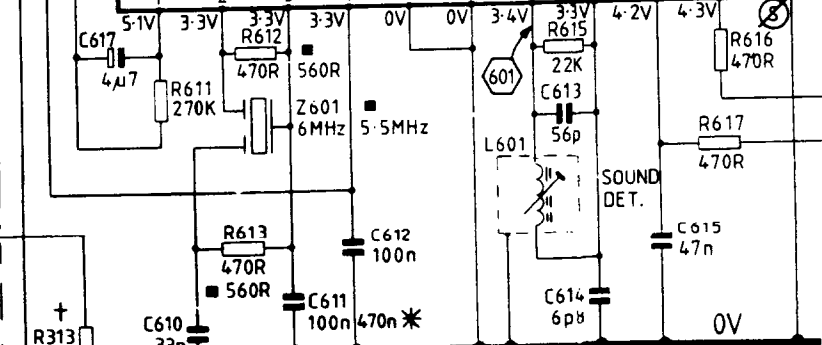 5.1V 3.3V 3.3V 3.3V 0V 0V 3.4V 3.3V 4·2V 4·3V S
C617
4µ7
R611
270K
R612
470R
■ 560R
Z601
6MHz
■ 5·5MHz
601
R615
22K
C613
56p
L601
SOUND
DET.
R616
470R
R617
470R
R613
470R
■ 560R
C612
100n
C615
47n
C611
100n 470n ✱
C614
6p8
0V
+
R313
C610